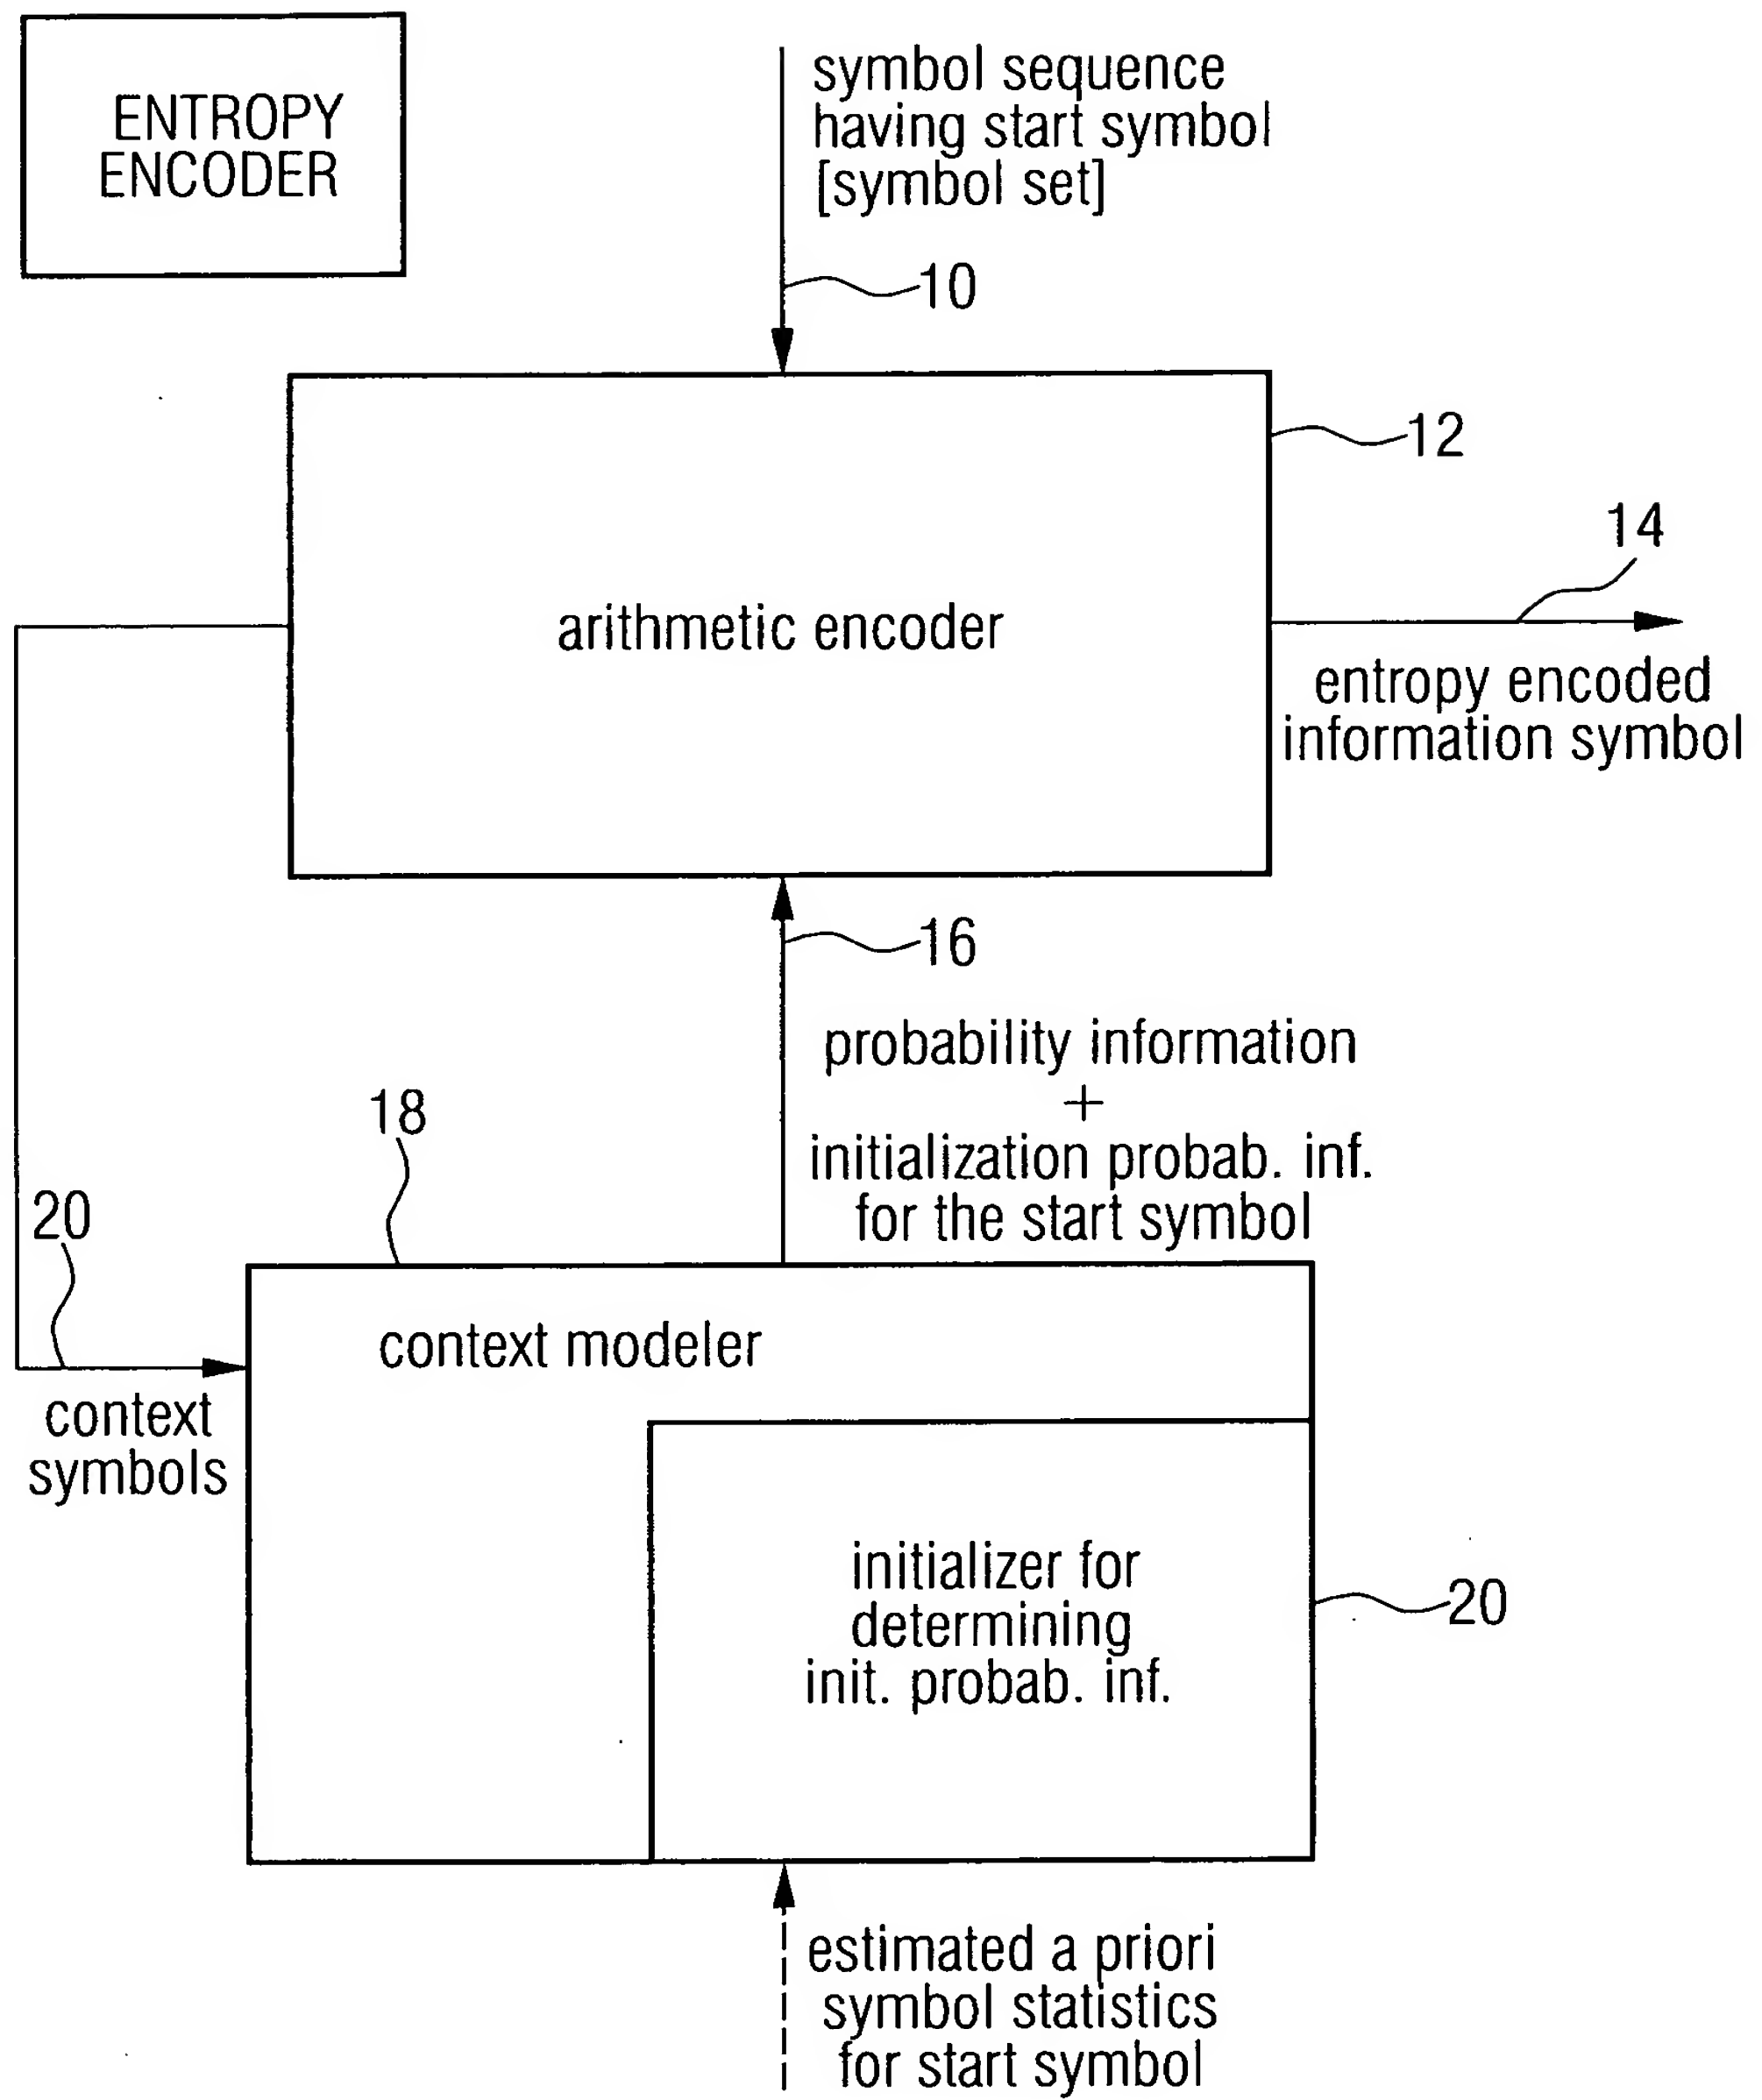 ENTROPY
ENCODER
symbol sequence
having start symbol
[symbol set]
10
12
14
arithmetic encoder
entropy encoded
information symbol
16
probability information
+
initialization probab. inf.
for the start symbol
18
20
context modeler
context
symbols
initializer for
determining
init. probab. inf.
20
estimated a priori
symbol statistics
for start symbol